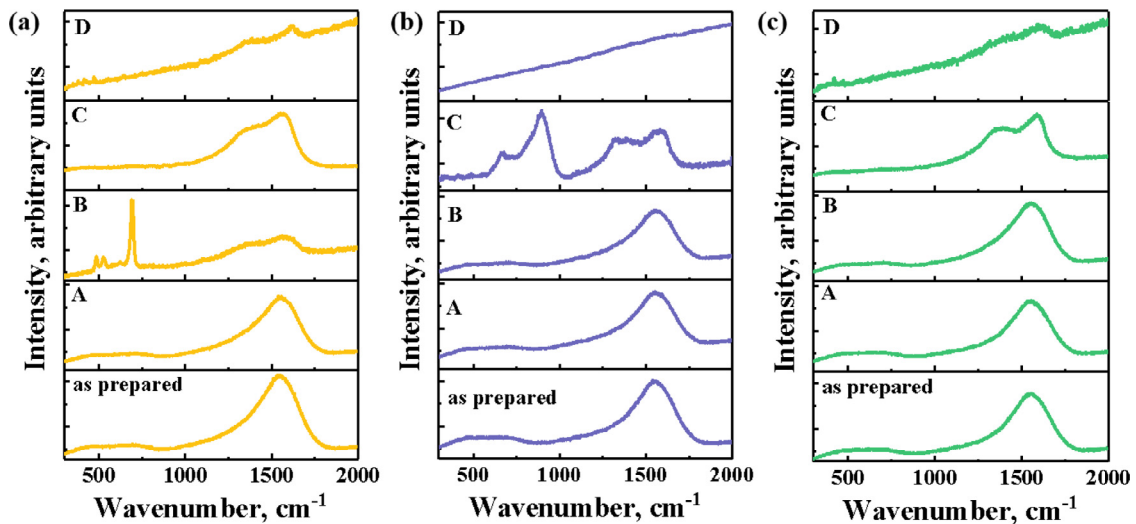 (a)
Intensity, arbitrary units
D
C
B
A
as prepared
500 1000 1500 2000
Wavenumber, cm-1
(b)
Intensity, arbitrary units
D
C
B
A
as prepared
500 1000 1500 2000
Wavenumber, cm-1
(c)
Intensity, arbitrary units
D
C
B
A
as prepared
500 1000 1500 2000
Wavenumber, cm-1